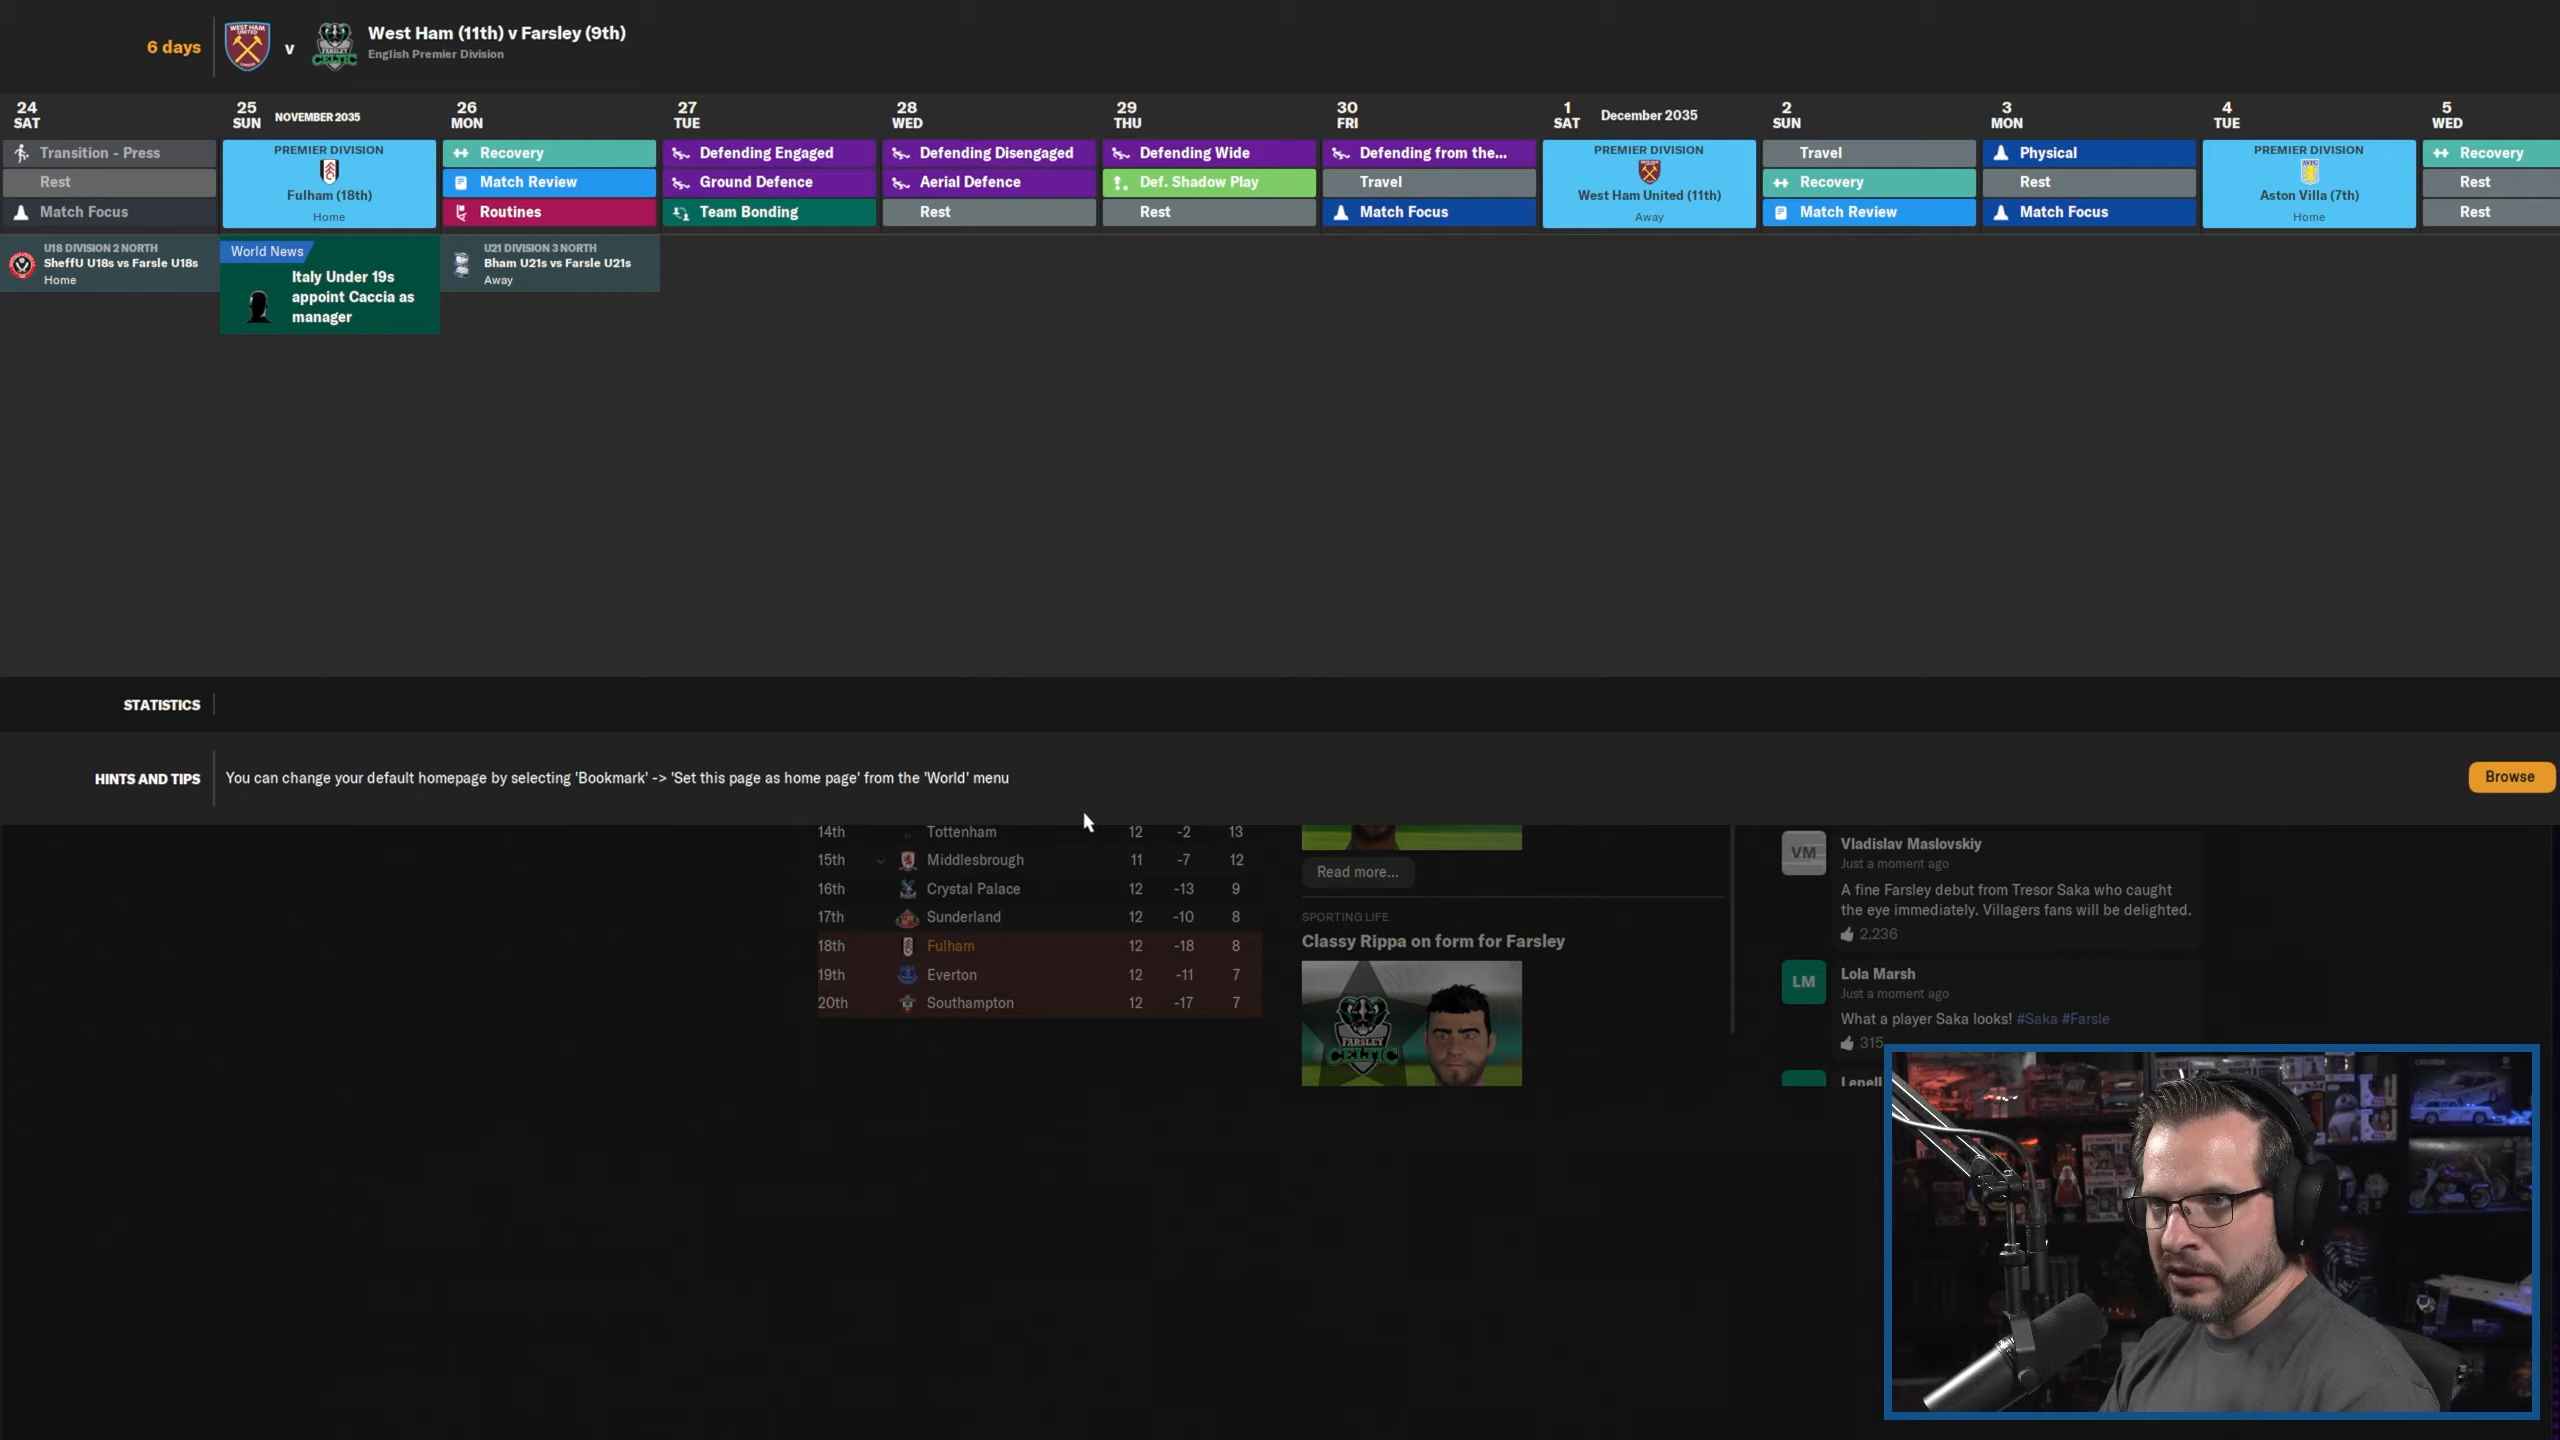 6 days
v
West Ham (11th) v Farsley (9th)
English Premier Division
24
SAT
25
SUN
NOVEMBER 2035
26
MON
27
TUE
28
WED
29
THU
30
FRI
1
SAT
December 2035
2
SUN
3
MON
4
TUE
5
WED
Transition - Press
Rest
Match Focus
PREMIER DIVISION
Fulham (18th)
Home
Recovery
Match Review
Routines
Defending Engaged
Ground Defence
Team Bonding
Defending Disengaged
Aerial Defence
Rest
Defending Wide
Def. Shadow Play
Rest
Defending from the...
Travel
Match Focus
PREMIER DIVISION
West Ham United (11th)
Away
Travel
Recovery
Match Review
Physical
Rest
Match Focus
PREMIER DIVISION
Aston Villa (7th)
Home
Recovery
Rest
Rest
U18 DIVISION 2 NORTH
SheffU U18s vs Farsle U18s
Home
World News
Italy Under 19s
appoint Caccia as
manager
U21 DIVISION 3 NORTH
Bham U21s vs Farsle U21s
Away
STATISTICS
HINTS AND TIPS
You can change your default homepage by selecting 'Bookmark' -> 'Set this page as home page' from the 'World' menu
Browse
14th Tottenham 12 -2 13
15th Middlesbrough 11 -7 12
16th Crystal Palace 12 -13 9
17th Sunderland 12 -10 8
18th Fulham 12 -18 8
19th Everton 12 -11 7
20th Southampton 12 -17 7
Read more...
SPORTING LIFE
Classy Rippa on form for Farsley
FARSLEY
CELTIC
VM
Vladislav Maslovskiy
Just a moment ago
A fine Farsley debut from Tresor Saka who caught
the eye immediately. Villagers fans will be delighted.
2,236
LM
Lola Marsh
Just a moment ago
What a player Saka looks! #Saka #Farsle
315